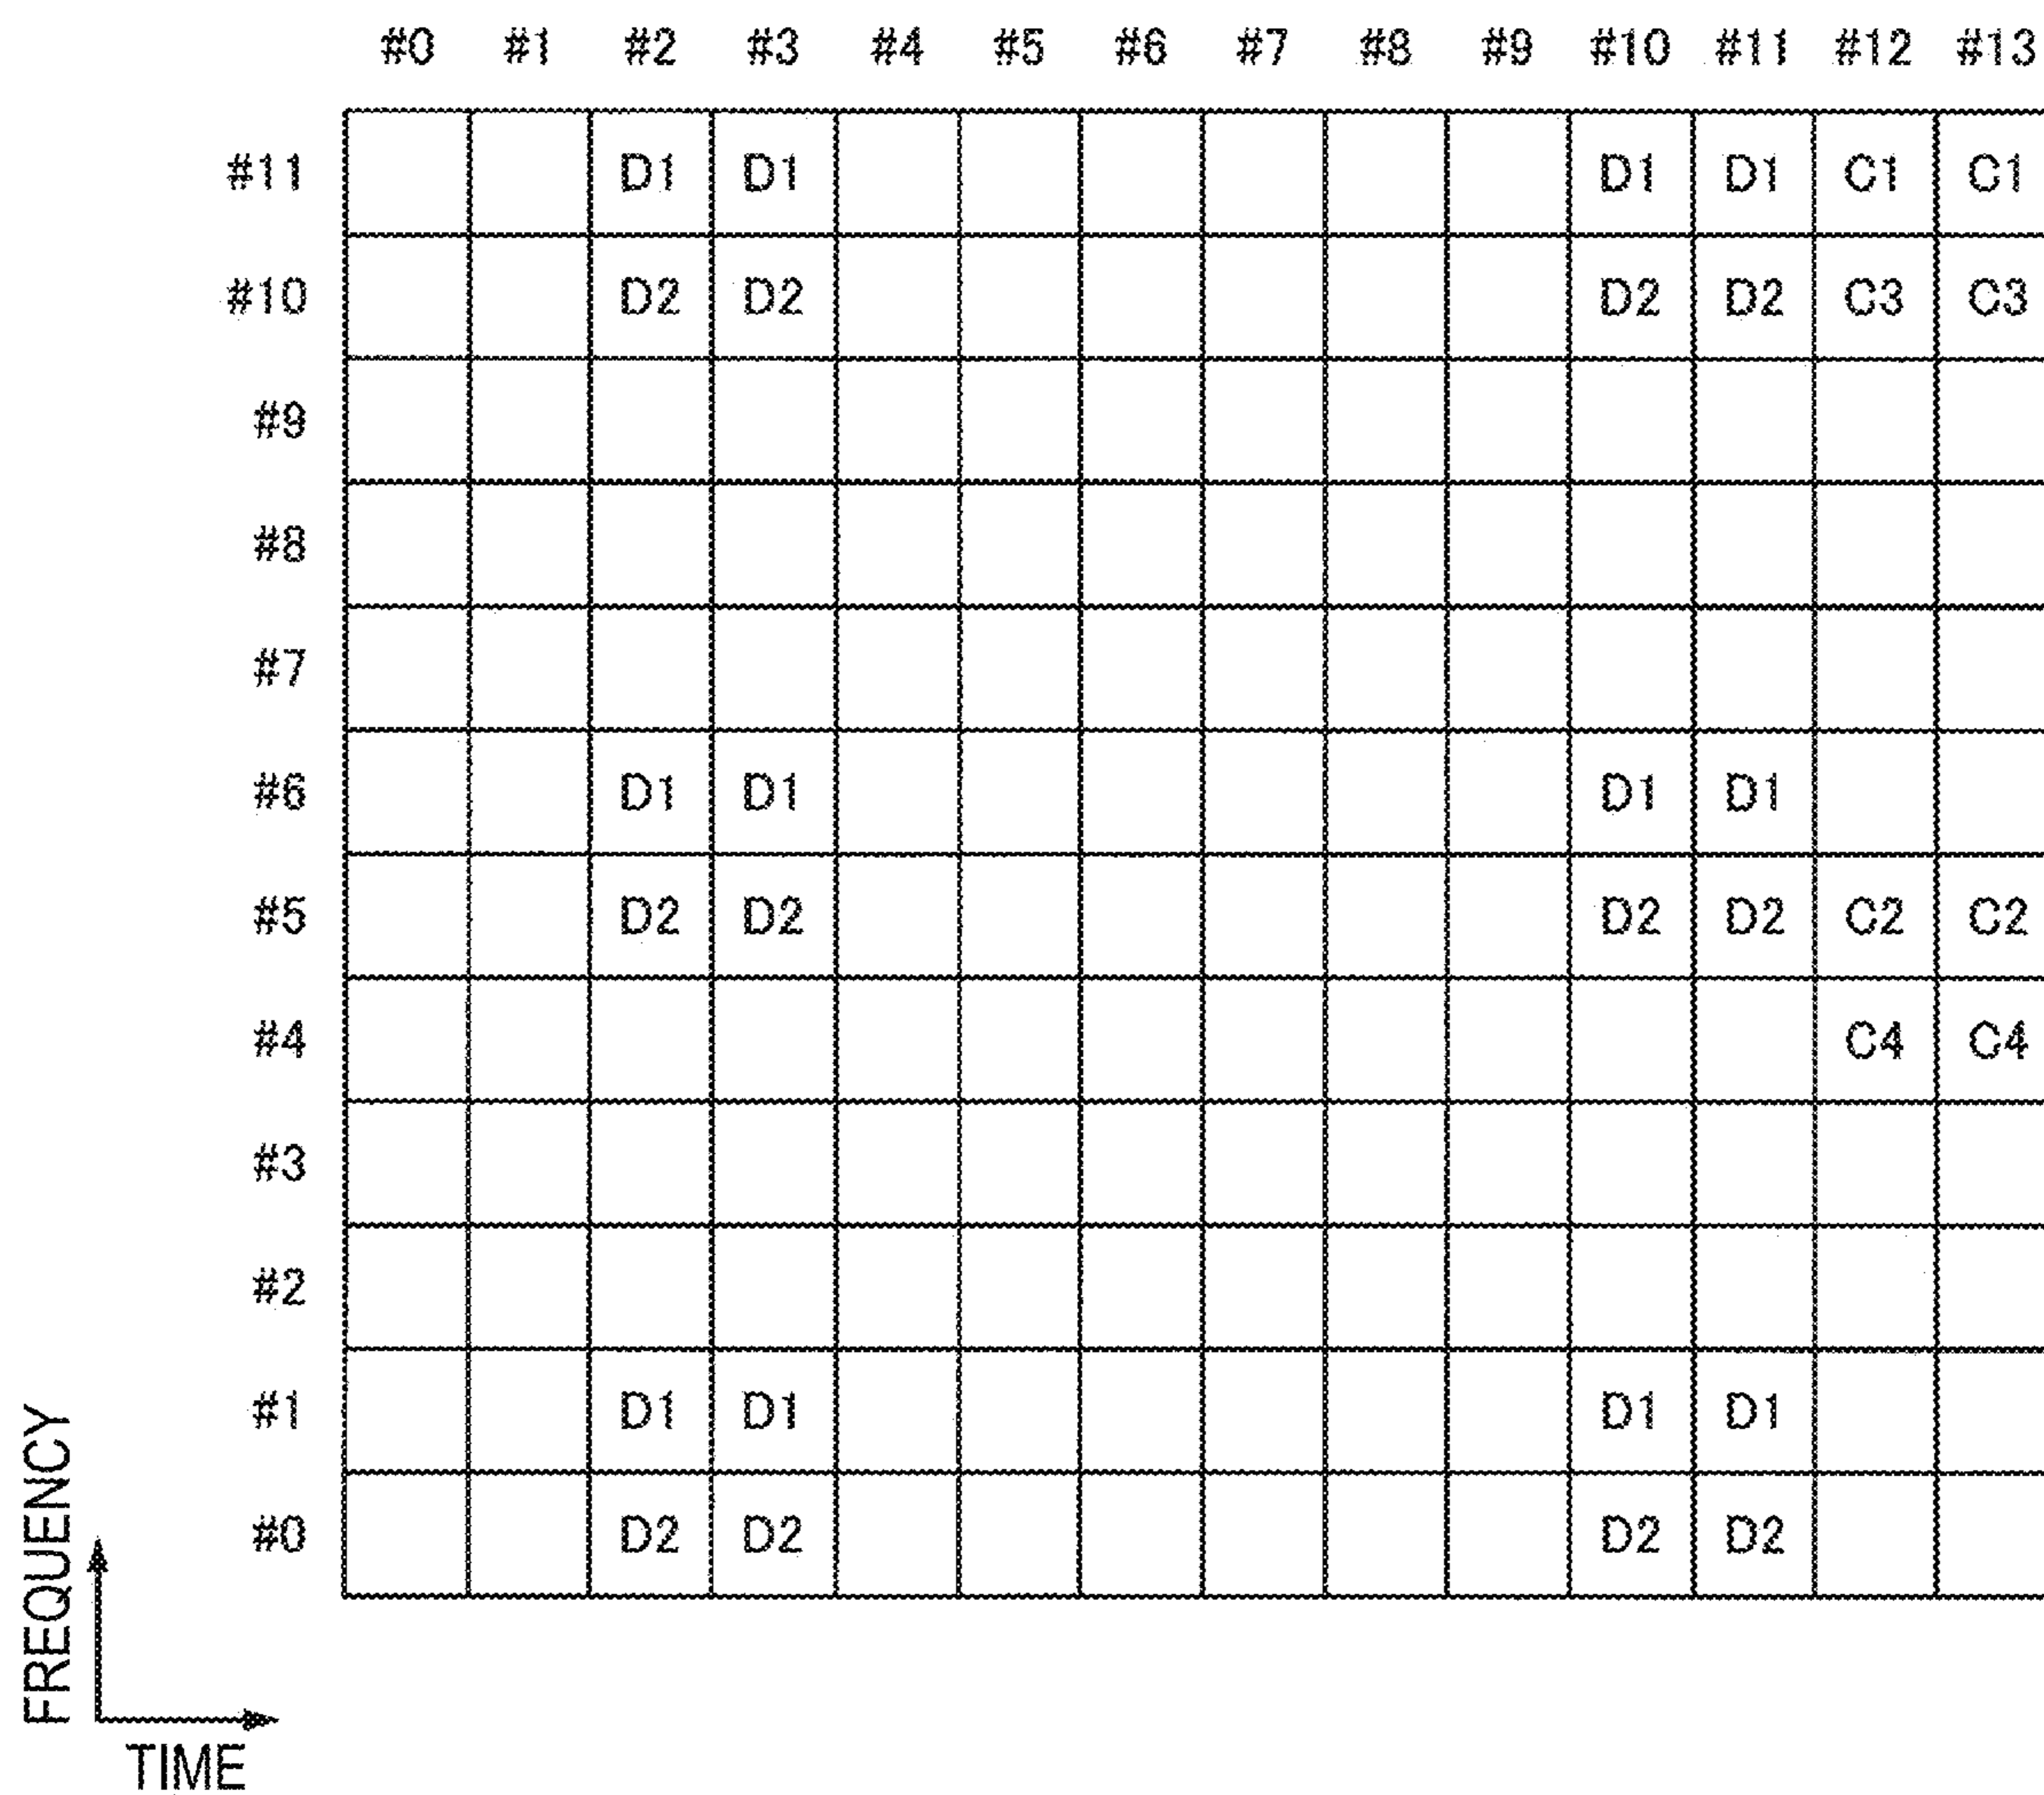 #0 #1 #2 #3 #4 #5 #6 #7 #8 #9 #10 #11 #12 #13
#11 D1 D1 D1 D1 C1 C1
#10 D2 D2 D2 D2 C3 C3
#9
#8
#7
#6 D1 D1 D1 D1
#5 D2 D2 D2 D2 C2 C2
#4 C4 C4
#3
#2
#1 D1 D1 D1 D1
#0 D2 D2 D2 D2
FREQUENCY
TIME